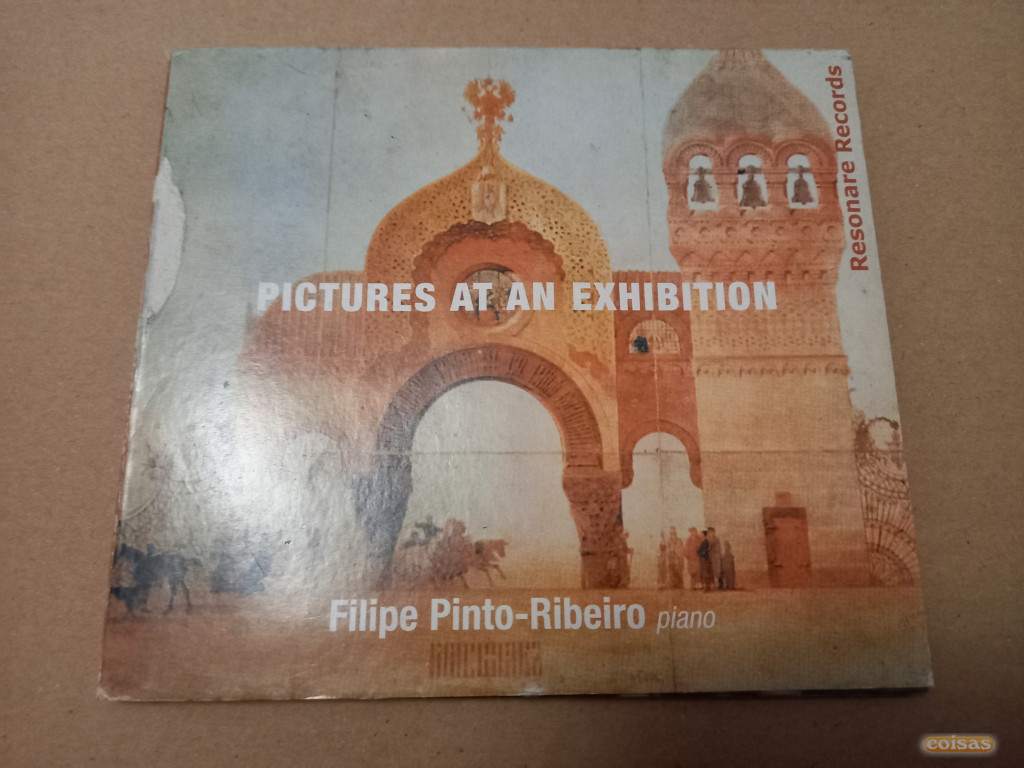 Resonare Records
PICTURES AT AN EXHIBITION
Filipe Pinto-Ribeiro piano
coisas